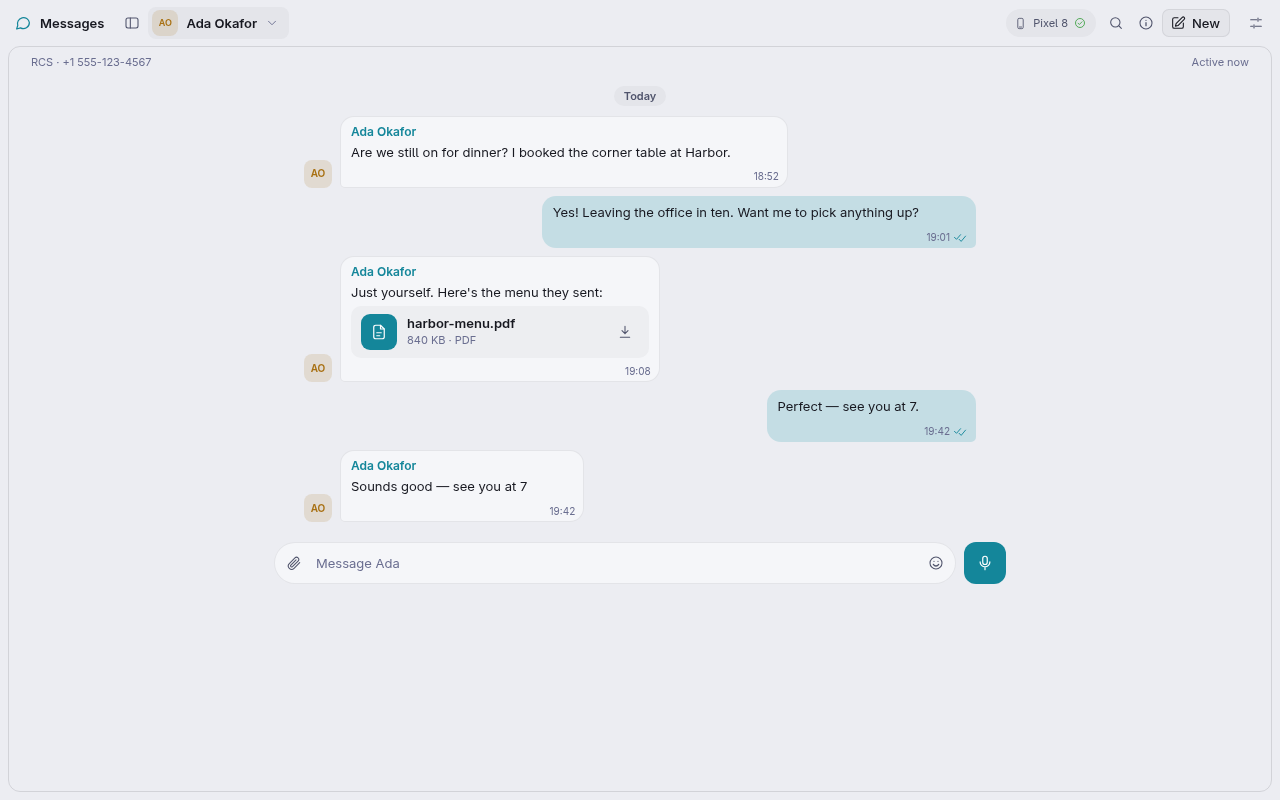 Messages
AO
Ada Okafor
Pixel 8
New
RCS · +1 555-123-4567
Active now
Today
Ada Okafor
Are we still on for dinner? I booked the corner table at Harbor.
18:52
AO
Yes! Leaving the office in ten. Want me to pick anything up?
19:01
Ada Okafor
Just yourself. Here's the menu they sent:
harbor-menu.pdf
840 KB · PDF
19:08
AO
Perfect — see you at 7.
19:42
Ada Okafor
Sounds good — see you at 7
19:42
AO
Message Ada